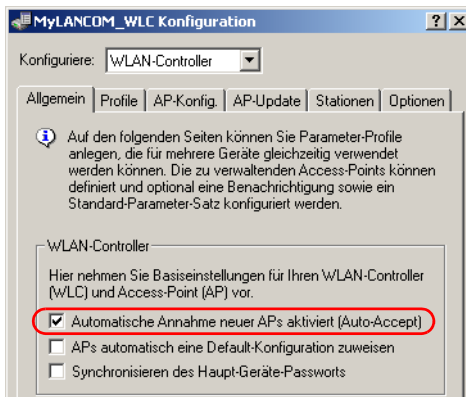 MyLANCOM_WLC Konfiguration
Konfiguriere: WLAN-Controller
Allgemein Profile AP-Konfig. AP-Update Stationen Optionen
Auf den folgenden Seiten können Sie Parameter-Profile
anlegen, die für mehrere Geräte gleichzeitig verwendet
werden können. Die zu verwaltenden Access-Points können
definiert und optional eine Benachrichtigung sowie ein
Standard-Parameter-Satz konfiguriert werden.
WLAN-Controller
Hier nehmen Sie Basiseinstellungen für Ihren WLAN-Controller
(WLC) und Access-Point (AP) vor.
Automatische Annahme neuer APs aktiviert (Auto-Accept)
APs automatisch eine Default-Konfiguration zuweisen
Synchronisieren des Haupt-Geräte-Passworts